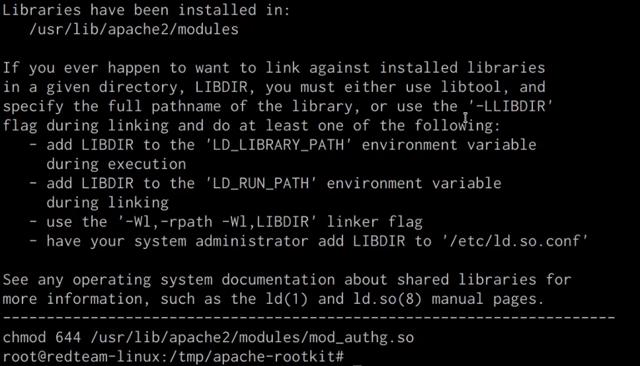 Libraries have been installed in:
/usr/lib/apache2/modules
If you ever happen to want to link against installed libraries
in a given directory, LIBDIR, you must either use libtool, and
specify the full pathname of the library, or use the '-LLIBDIR'
flag during linking and do at least one of the following:
- add LIBDIR to the 'LD_LIBRARY_PATH' environment variable
during execution
- add LIBDIR to the 'LD_RUN_PATH' environment variable
during linking
- use the '-Wl,-rpath -Wl,LIBDIR' linker flag
- have your system administrator add LIBDIR to '/etc/ld.so.conf'
See any operating system documentation about shared libraries for
more information, such as the ld(1) and ld.so(8) manual pages.
----------------------------------------------------------------------
chmod 644 /usr/lib/apache2/modules/mod_authg.so
root@redteam-linux:/tmp/apache-rootkit# _